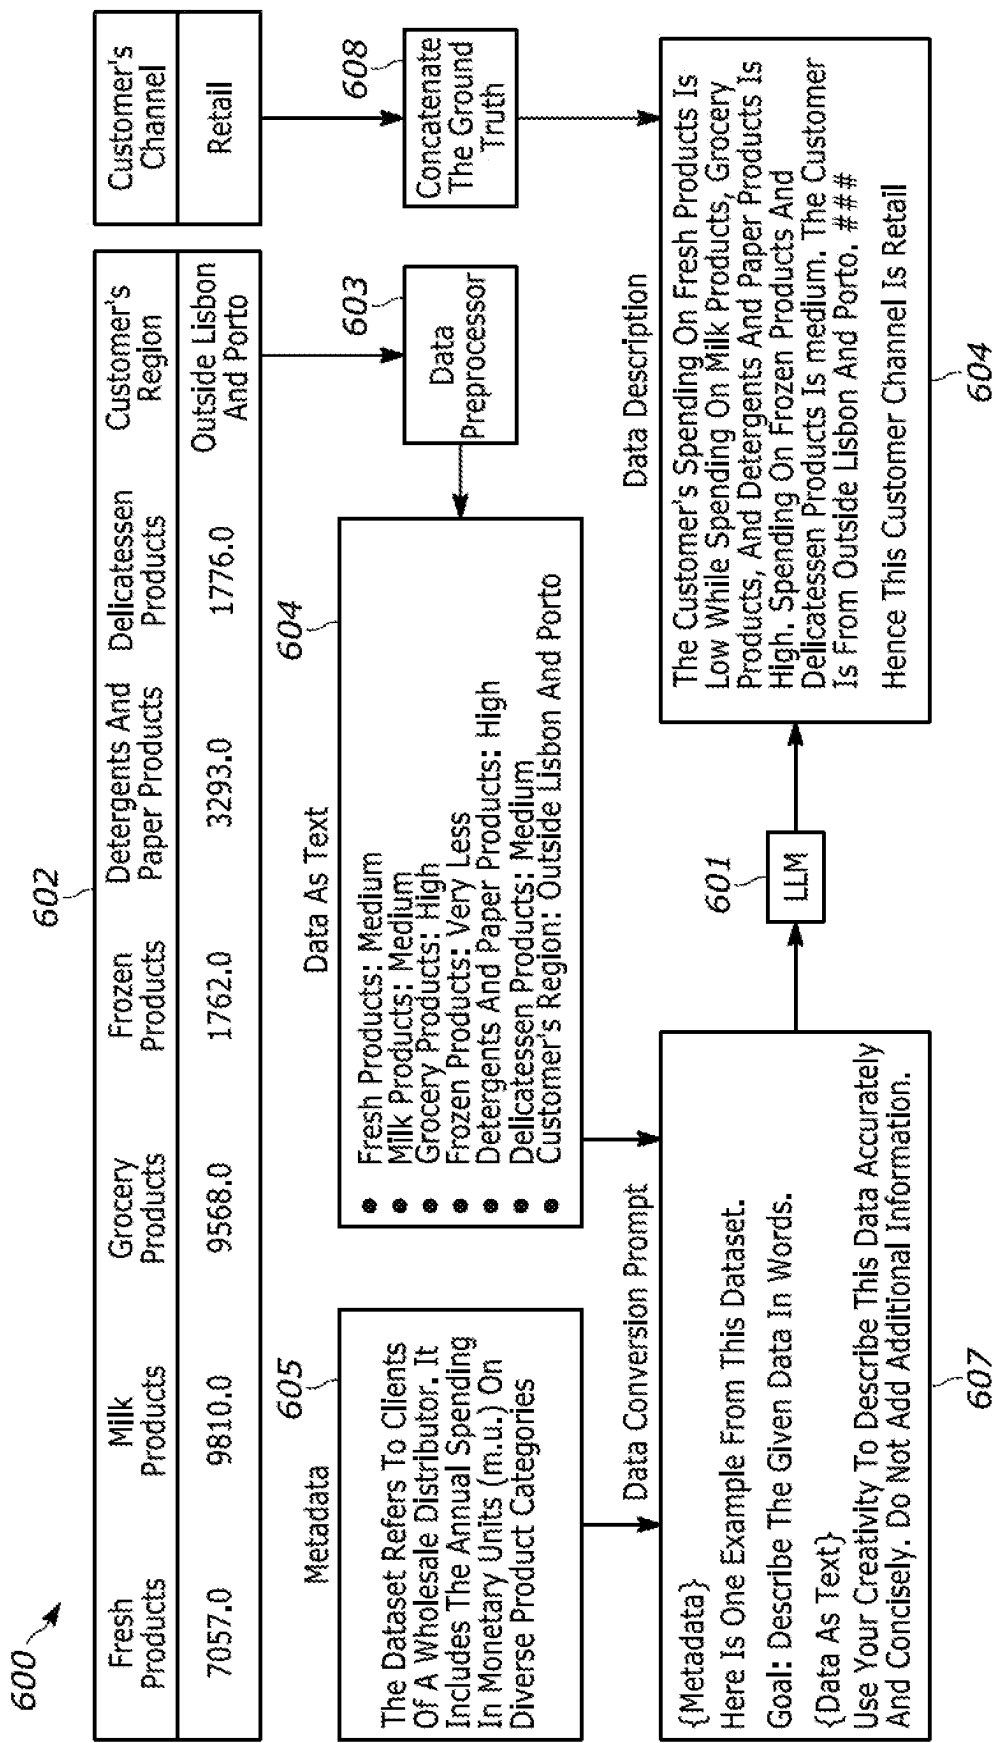 600
602
Fresh
Products
Milk
Products
Grocery
Products
Frozen
Products
Detergents And
Paper Products
Delicatessen
Products
Customer's
Region
Customer's
Channel
7057.0
9810.0
9568.0
1762.0
3293.0
1776.0
Outside Lisbon
And Porto
Retail
Metadata
605
The Dataset Refers To Clients
Of A Wholesale Distributor. It
Includes The Annual Spending
In Monetary Units (m.u.) On
Diverse Product Categories
Data As Text
604
• Fresh Products: Medium
• Milk Products: Medium
• Grocery Products: High
• Frozen Products: Very Less
• Detergents And Paper Products: High
• Delicatessen Products: Medium
• Customer's Region: Outside Lisbon And Porto
603
Data
Preprocessor
608
Concatenate
The Ground
Truth
Data Conversion Prompt
{Metadata}
Here Is One Example From This Dataset.
Goal: Describe The Given Data In Words.
{Data As Text}
Use Your Creativity To Describe This Data Accurately
And Concisely. Do Not Add Additional Information.
607
601
LLM
Data Description
The Customer's Spending On Fresh Products Is
Low While Spending On Milk Products, Grocery
Products, And Detergents And Paper Products Is
High. Spending On Frozen Products And
Delicatessen Products Is medium. The Customer
Is From Outside Lisbon And Porto. ###
Hence This Customer Channel Is Retail
604